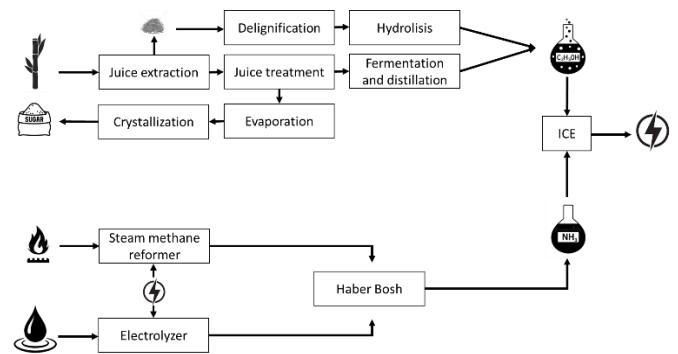 Delignification
Hydrolisis
C₂H₅OH
Juice extraction
Juice treatment
Fermentation
and distillation
SUGAR
Crystallization
Evaporation
ICE
Steam methane
reformer
NH₃
Haber Bosh
Electrolyzer